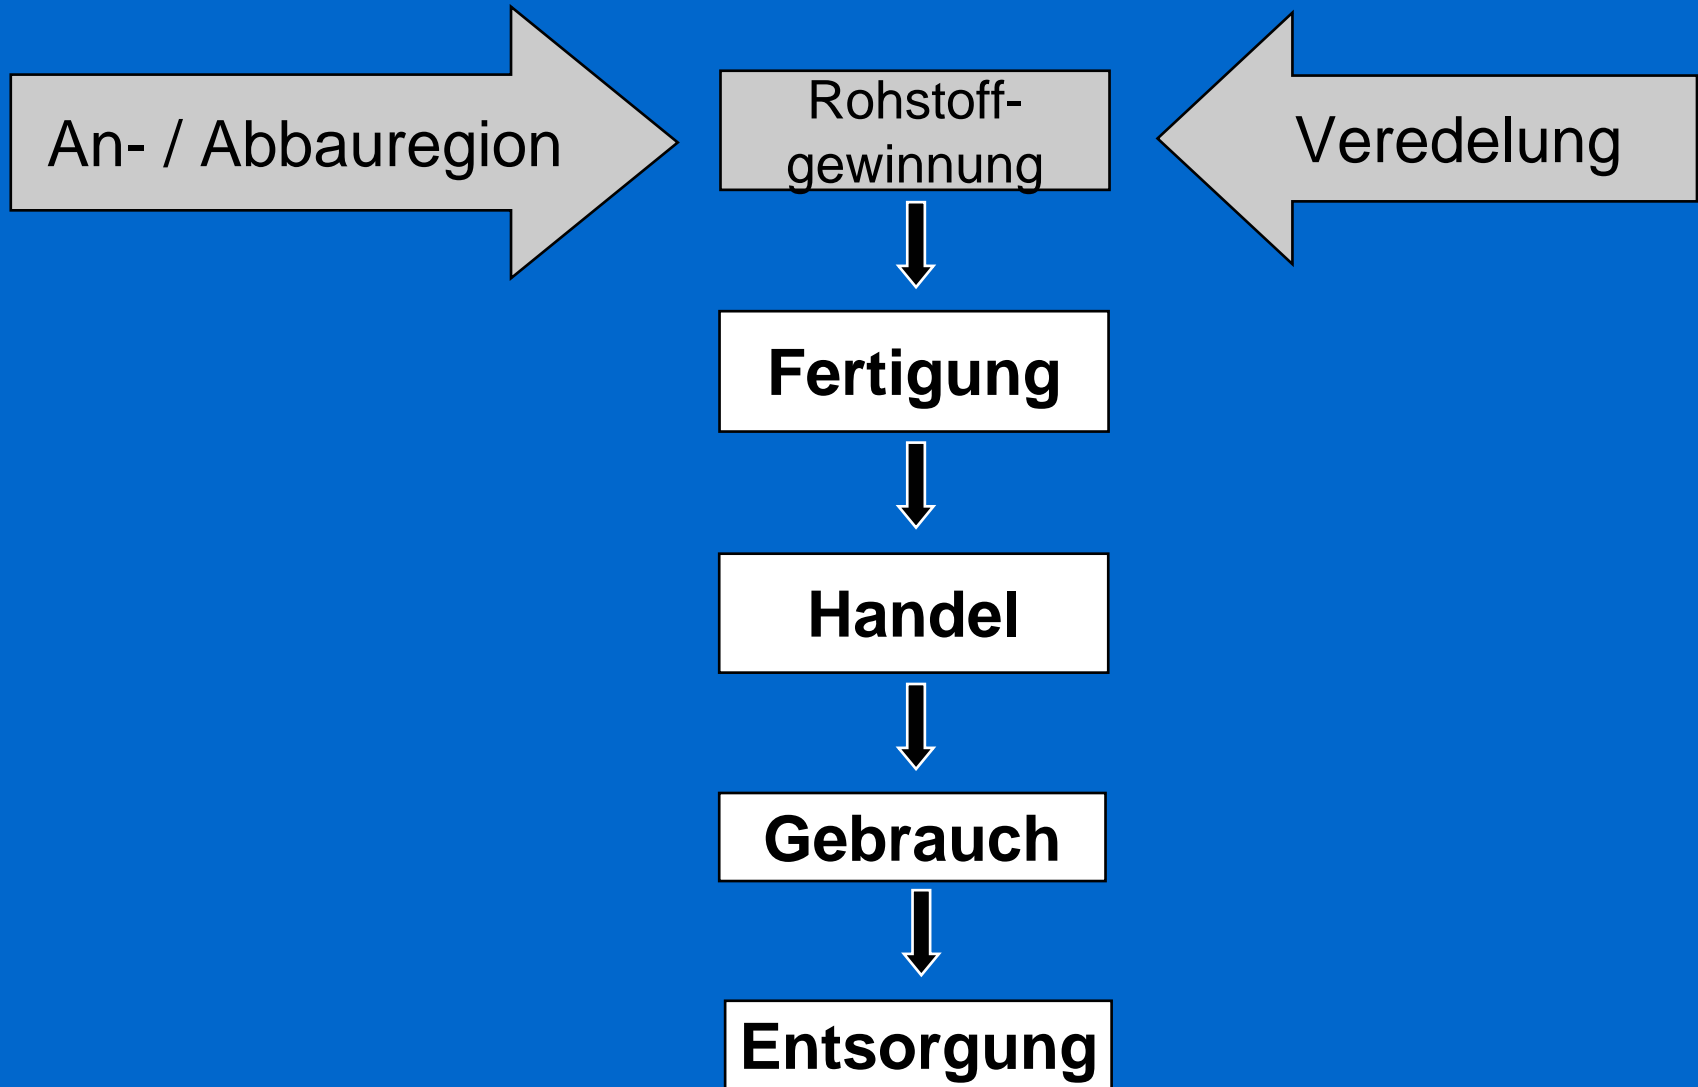 An- / Abbauregion
Rohstoff-
gewinnung
Veredelung
Fertigung
Handel
Gebrauch
Entsorgung